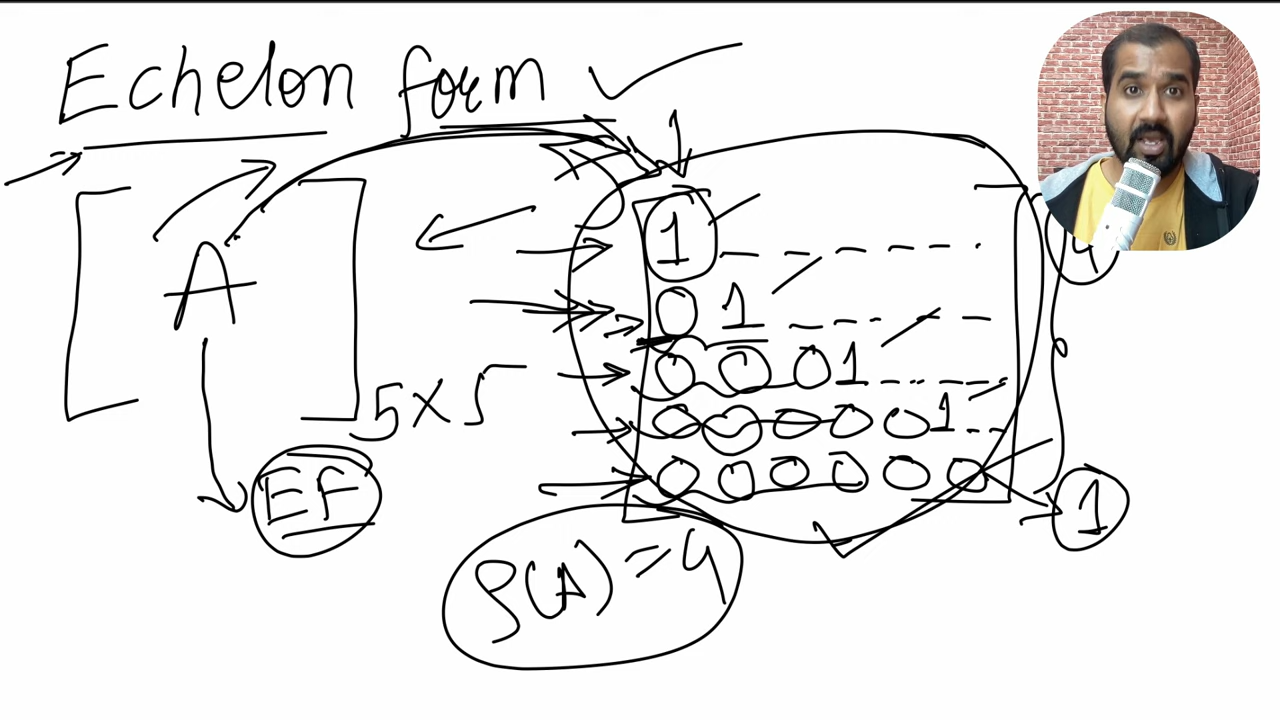 Echelon form ✓
A
5×5
EF
1 _ _ _ _ _
0 1 _ _ _ _
0 0 0 1 _ _ _ _
0 0 0 0 0 1 _ _
0 0 0 0 0 0
4
1
ρ(A) = 4